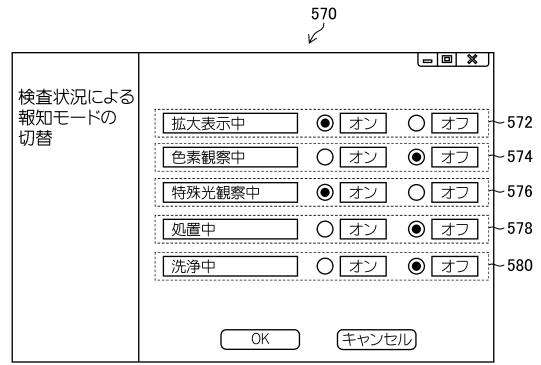 570
検査状況による
報知モードの
切替
拡大表示中 オン オフ 572
色素観察中 オン オフ 574
特殊光観察中 オン オフ 576
処置中 オン オフ 578
洗浄中 オン オフ 580
OK キャンセル